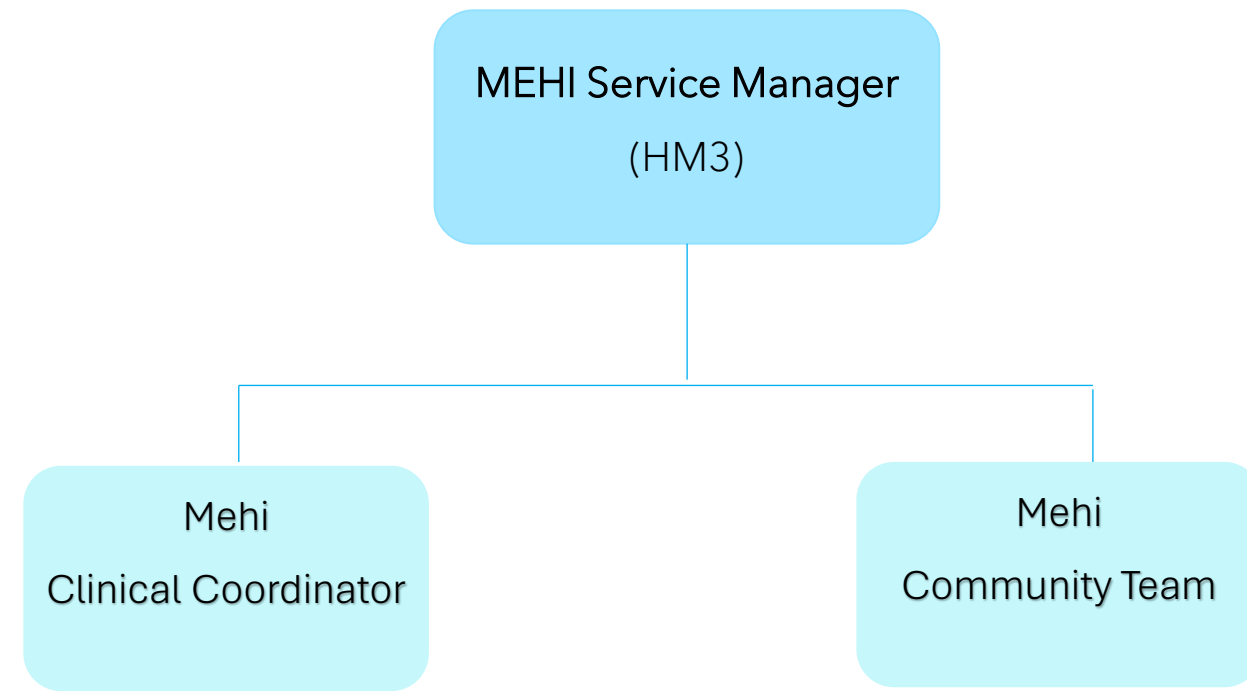 MEHI Service Manager
(HM3)
Mehi
Clinical Coordinator
Mehi
Community Team